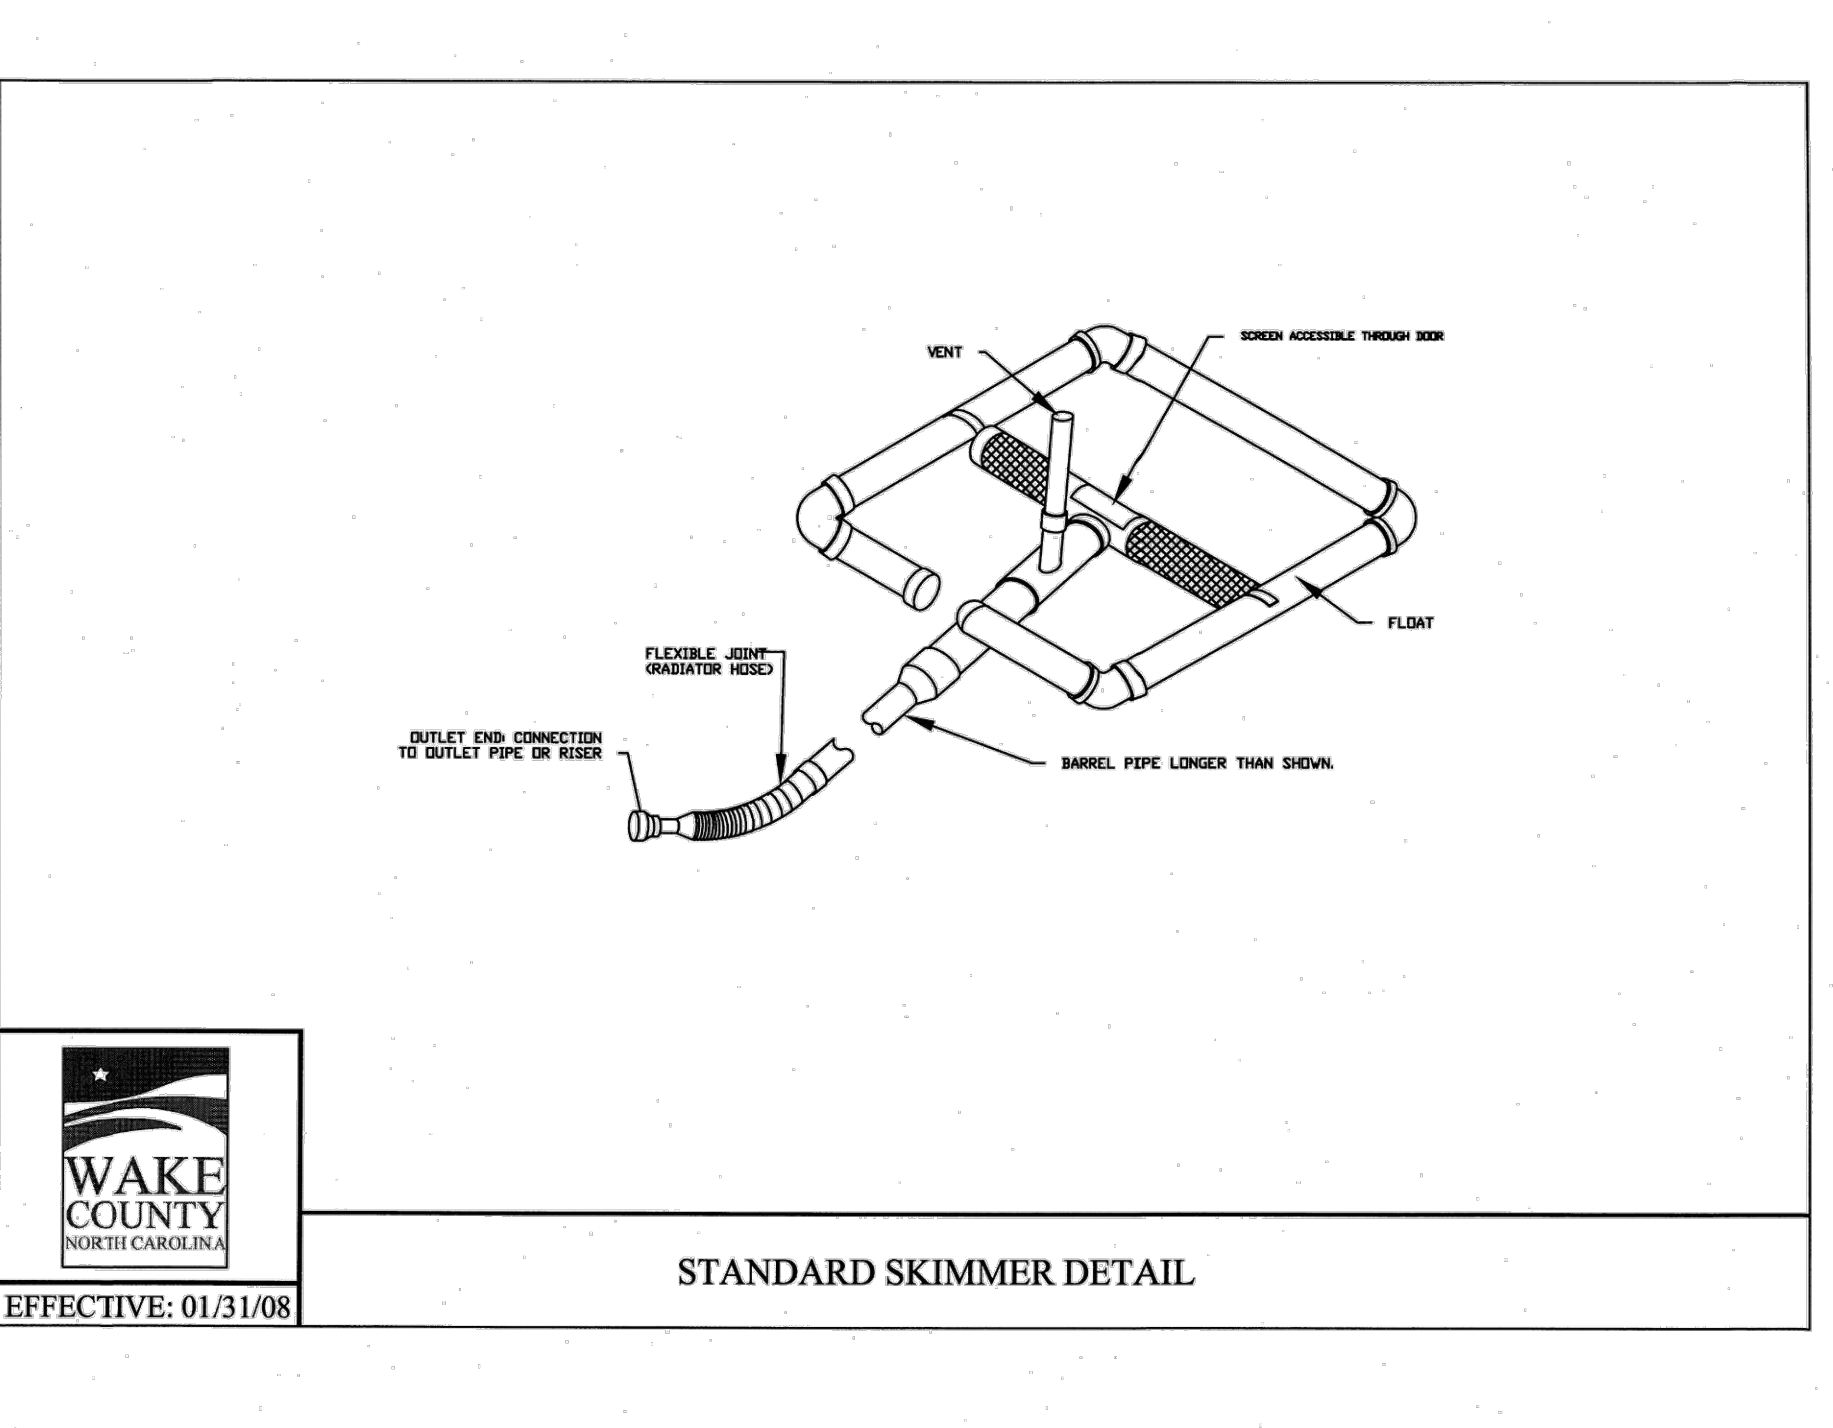 VENT
SCREEN ACCESSIBLE THROUGH DOOR
FLOAT
FLEXIBLE JOINT
(RADIATOR HOSE)
OUTLET END: CONNECTION
TO OUTLET PIPE OR RISER
BARREL PIPE LONGER THAN SHOWN.
WAKE
COUNTY
NORTH CAROLINA
STANDARD SKIMMER DETAIL
EFFECTIVE: 01/31/08